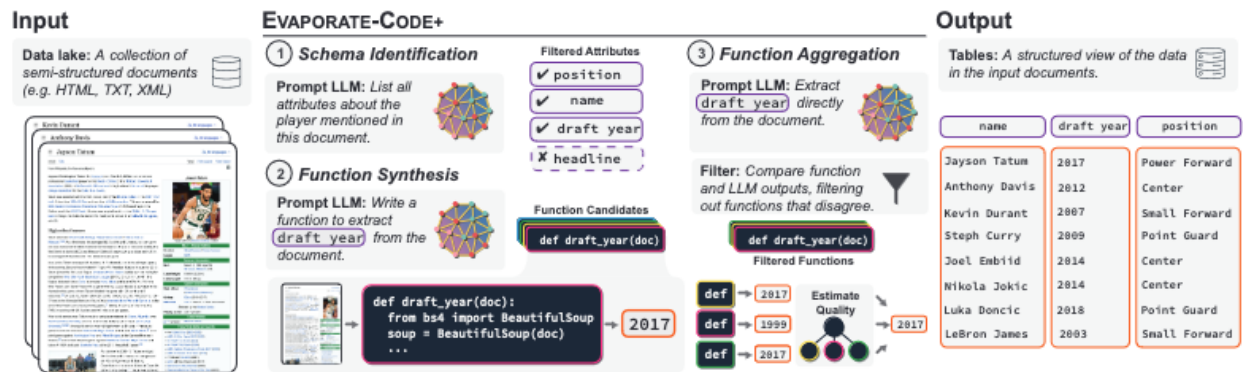 Input
Data lake: A collection of
semi-structured documents
(e.g. HTML, TXT, XML)
Kevin Durant
Anthony Davis
Jayson Tatum
EVAPORATE-CODE+
1 Schema Identification
Prompt LLM: List all
attributes about the
player mentioned in
this document.
Filtered Attributes
✔ position
✔ name
✔ draft year
✘ headline
2 Function Synthesis
Prompt LLM: Write a
function to extract
draft year from the
document.
Function Candidates
def draft_year(doc)
def draft_year(doc):
from bs4 import BeautifulSoup
soup = BeautifulSoup(doc)
...
2017
3 Function Aggregation
Prompt LLM: Extract
draft year directly
from the document.
Filter: Compare function
and LLM outputs, filtering
out functions that disagree.
def draft_year(doc)
Filtered Functions
def 2017
def 1999
def 2017
Estimate
Quality
2017
Output
Tables: A structured view of the data
in the input documents.
name draft year position
Jayson Tatum 2017 Power Forward
Anthony Davis 2012 Center
Kevin Durant 2007 Small Forward
Steph Curry 2009 Point Guard
Joel Embiid 2014 Center
Nikola Jokic 2014 Center
Luka Doncic 2018 Point Guard
LeBron James 2003 Small Forward